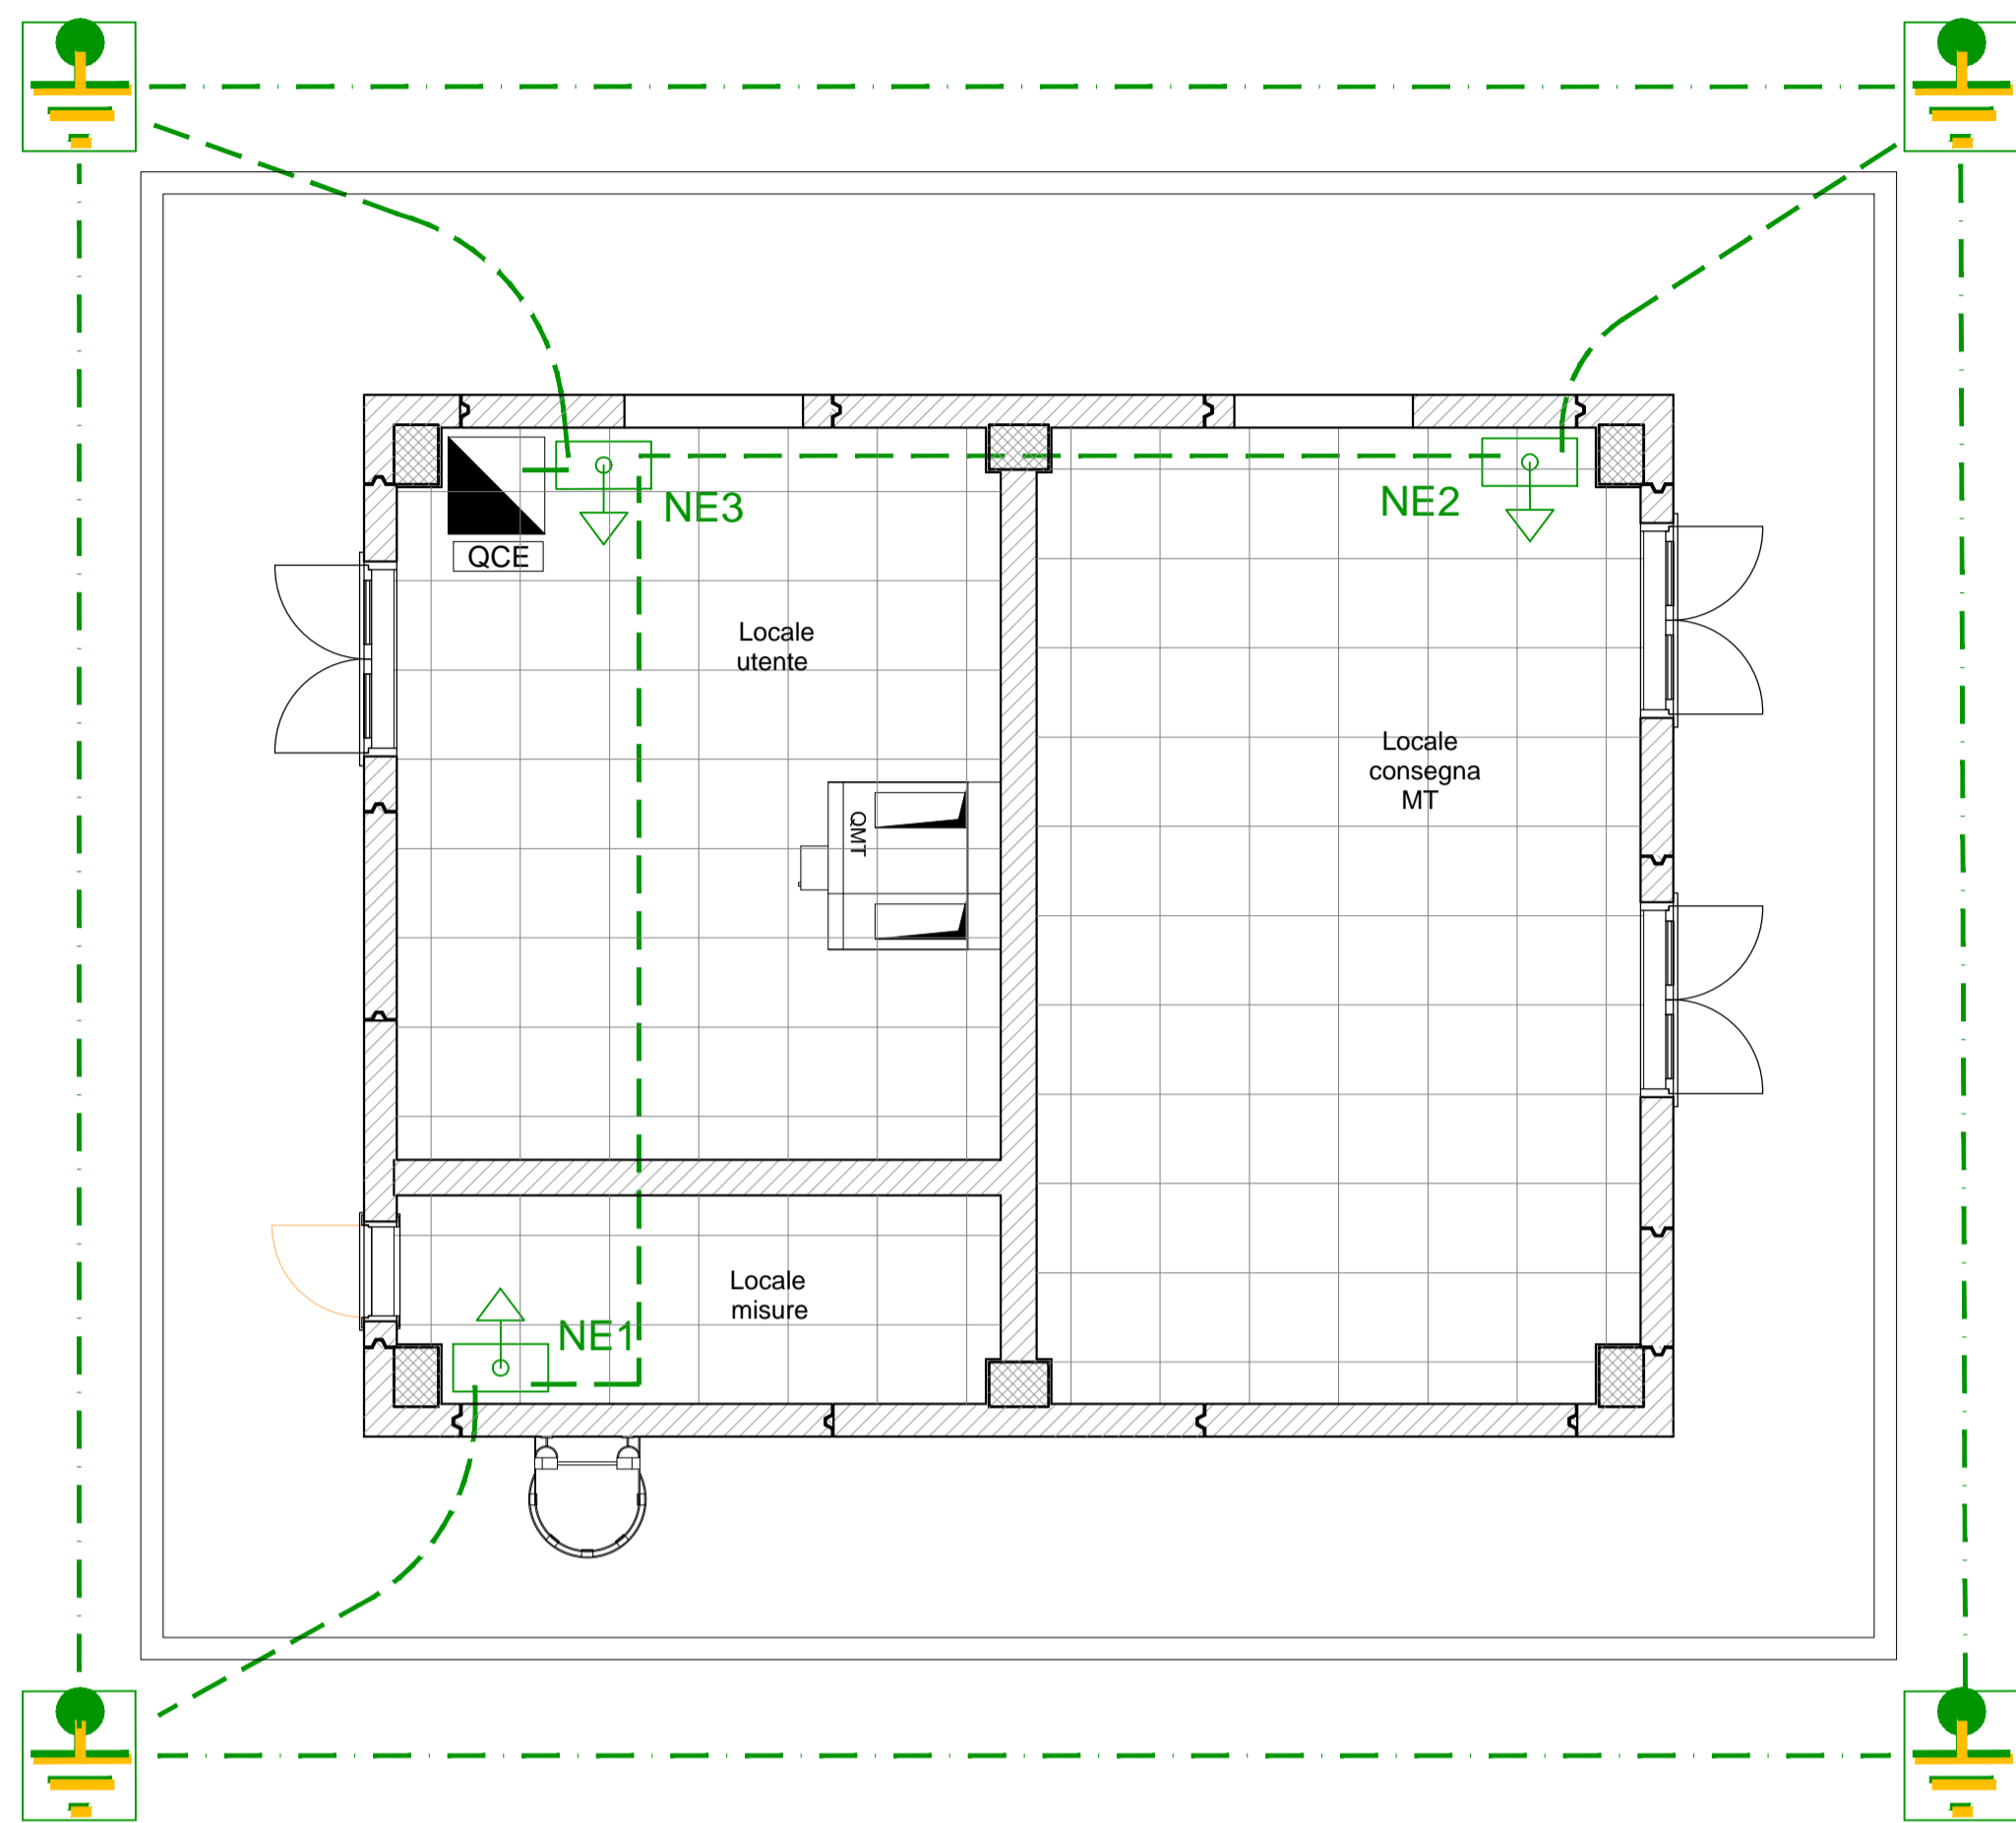 NE3
NE2
QCE
Locale
utente
Locale
consegna
MT
QMT
Locale
misure
NE1